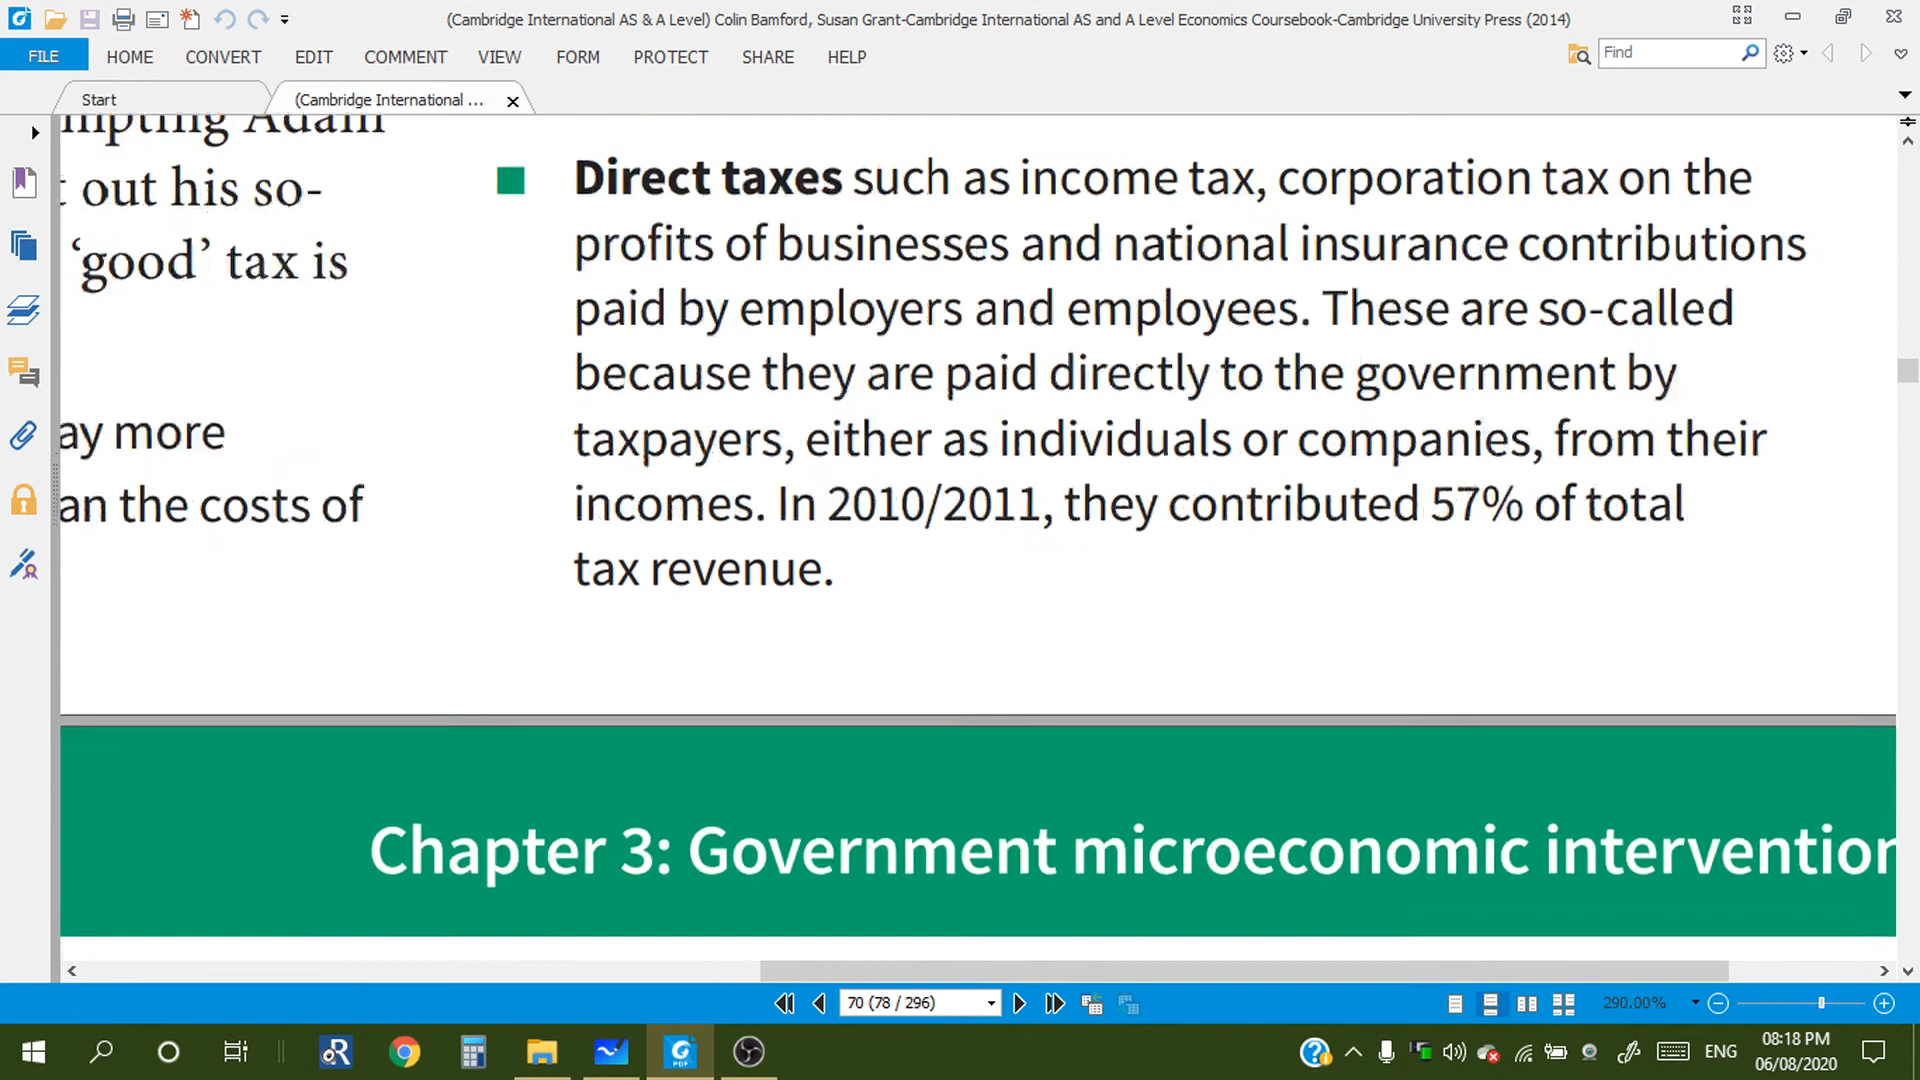 (Cambridge International AS & A Level) Colin Bamford, Susan Grant-Cambridge International AS and A Level Economics Coursebook-Cambridge University Press (2014)
FILE HOME CONVERT EDIT COMMENT VIEW FORM PROTECT SHARE HELP
Find
Start
(Cambridge International ...
mpting Adam
t out his so-
‘good’ tax is
ay more
an the costs of
Direct taxes such as income tax, corporation tax on the
profits of businesses and national insurance contributions
paid by employers and employees. These are so-called
because they are paid directly to the government by
taxpayers, either as individuals or companies, from their
incomes. In 2010/2011, they contributed 57% of total
tax revenue.
Chapter 3: Government microeconomic intervention
70 (78 / 296)
290.00%
ENG
08:18 PM
06/08/2020